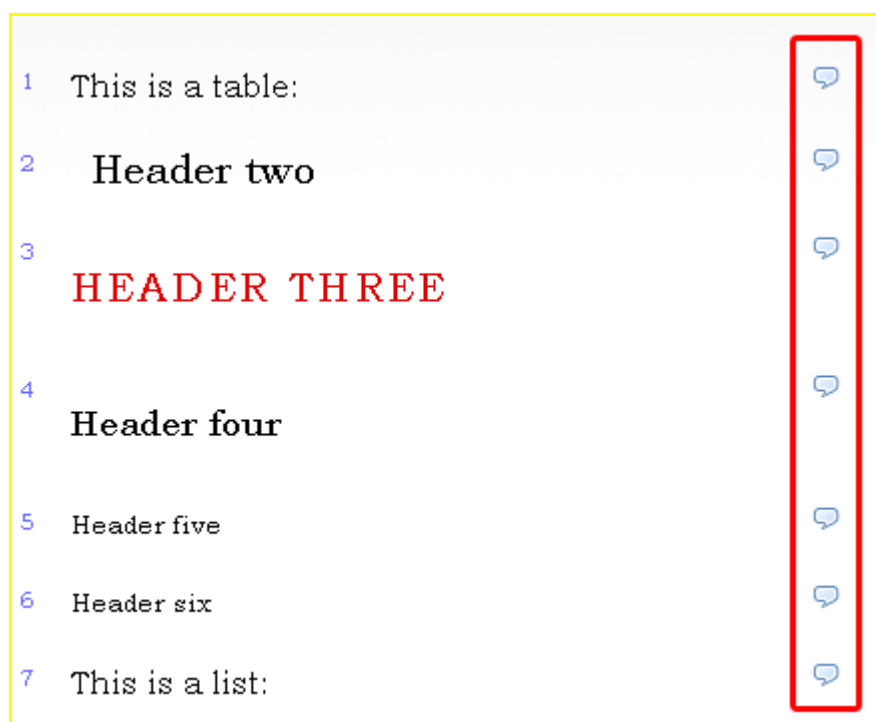 1 This is a table:
2 Header two
3 HEADER THREE
4 Header four
5 Header five
6 Header six
7 This is a list: